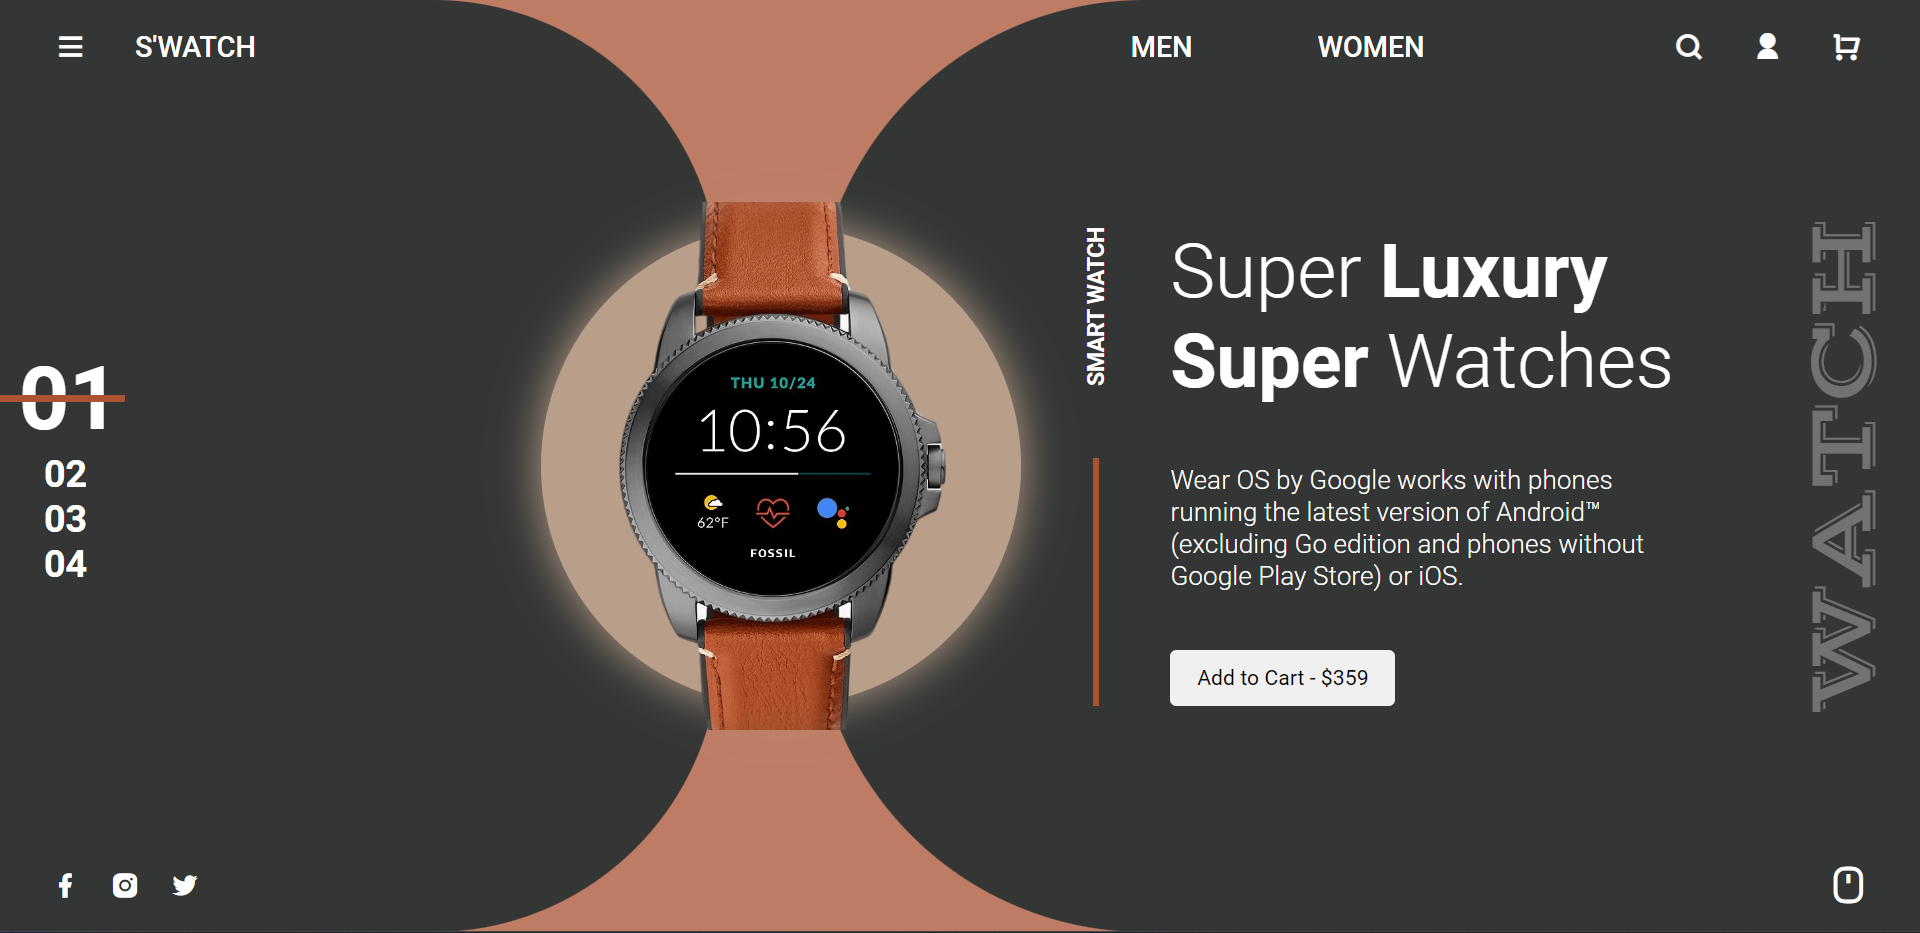 S'WATCH
MEN
WOMEN
01
02
03
04
THU 10/24
10:56
62°F
FOSSIL
SMART WATCH
Super Luxury
Super Watches
Wear OS by Google works with phones
running the latest version of Android™
(excluding Go edition and phones without
Google Play Store) or iOS.
Add to Cart - $359
WATCH